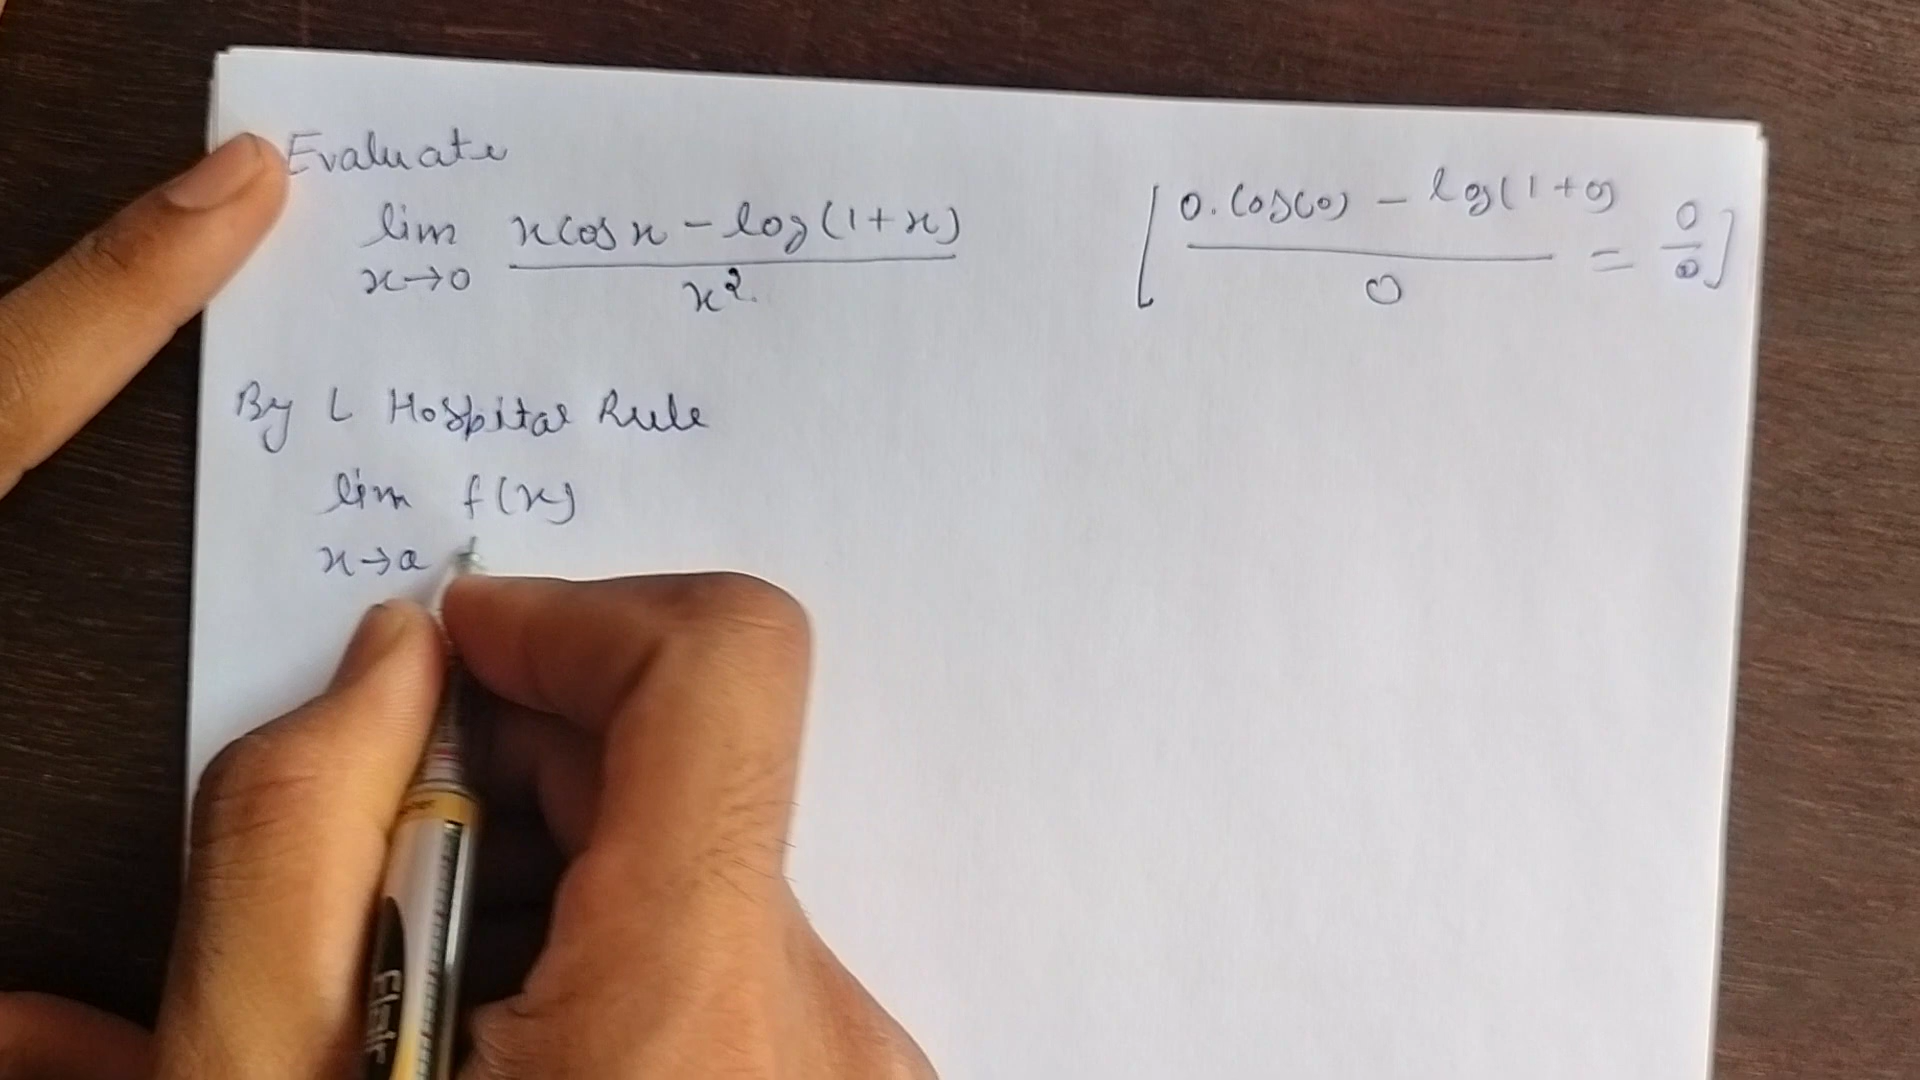 Evaluate
lim x cos x - log(1+x)
x→0 x².
[0. Cos(0) - log(1+0) = 0
0 0]
By L Hospital Rule
lim f(x)
x→a
Flair